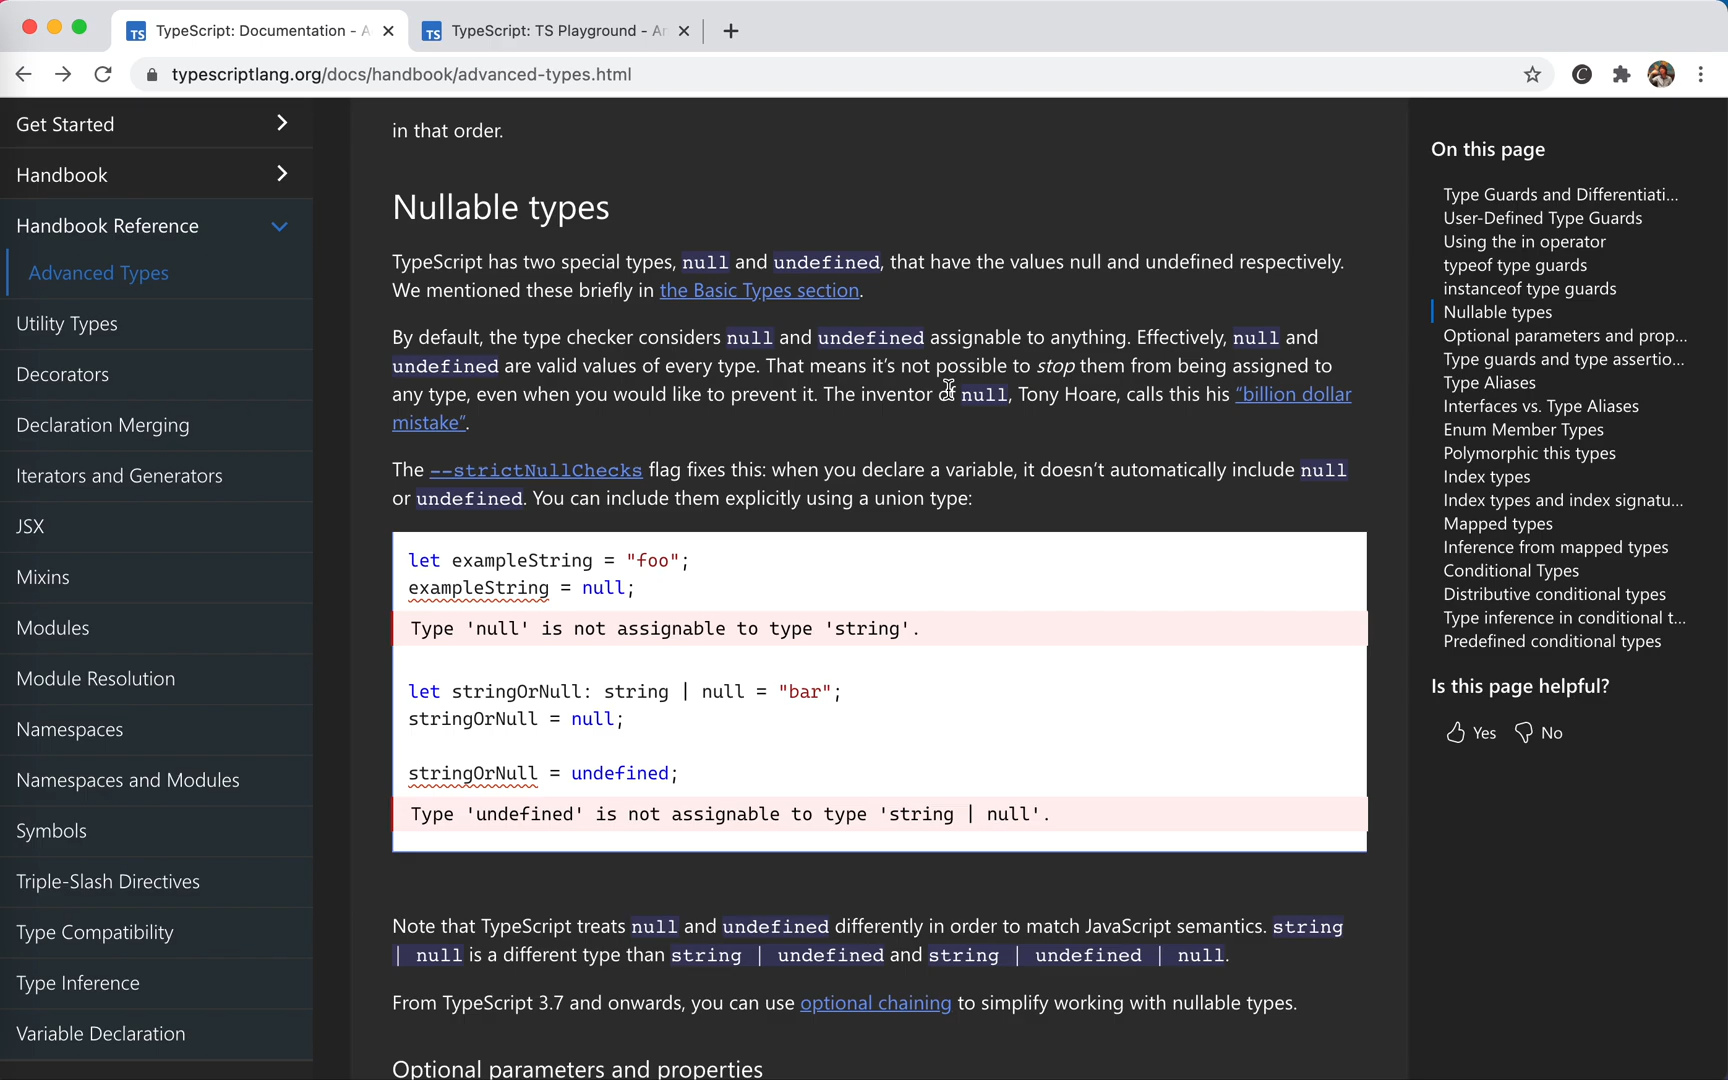 TypeScript: Documentation - A
TypeScript: TS Playground - Ar
typescriptlang.org/docs/handbook/advanced-types.html
Get Started
Handbook
Handbook Reference
Advanced Types
Utility Types
Decorators
Declaration Merging
Iterators and Generators
JSX
Mixins
Modules
Module Resolution
Namespaces
Namespaces and Modules
Symbols
Triple-Slash Directives
Type Compatibility
Type Inference
Variable Declaration
in that order.
Nullable types
TypeScript has two special types, null and undefined, that have the values null and undefined respectively.
We mentioned these briefly in the Basic Types section.
By default, the type checker considers null and undefined assignable to anything. Effectively, null and
undefined are valid values of every type. That means it’s not possible to stop them from being assigned to
any type, even when you would like to prevent it. The inventor of null, Tony Hoare, calls this his “billion dollar
mistake”.
The --strictNullChecks flag fixes this: when you declare a variable, it doesn’t automatically include null
or undefined. You can include them explicitly using a union type:
let exampleString = "foo";
exampleString = null;
Type 'null' is not assignable to type 'string'.
let stringOrNull: string | null = "bar";
stringOrNull = null;
stringOrNull = undefined;
Type 'undefined' is not assignable to type 'string | null'.
Note that TypeScript treats null and undefined differently in order to match JavaScript semantics. string
| null is a different type than string | undefined and string | undefined | null.
From TypeScript 3.7 and onwards, you can use optional chaining to simplify working with nullable types.
Optional parameters and properties
On this page
Type Guards and Differentiati...
User-Defined Type Guards
Using the in operator
typeof type guards
instanceof type guards
Nullable types
Optional parameters and prop...
Type guards and type assertio...
Type Aliases
Interfaces vs. Type Aliases
Enum Member Types
Polymorphic this types
Index types
Index types and index signatu...
Mapped types
Inference from mapped types
Conditional Types
Distributive conditional types
Type inference in conditional t...
Predefined conditional types
Is this page helpful?
Yes No